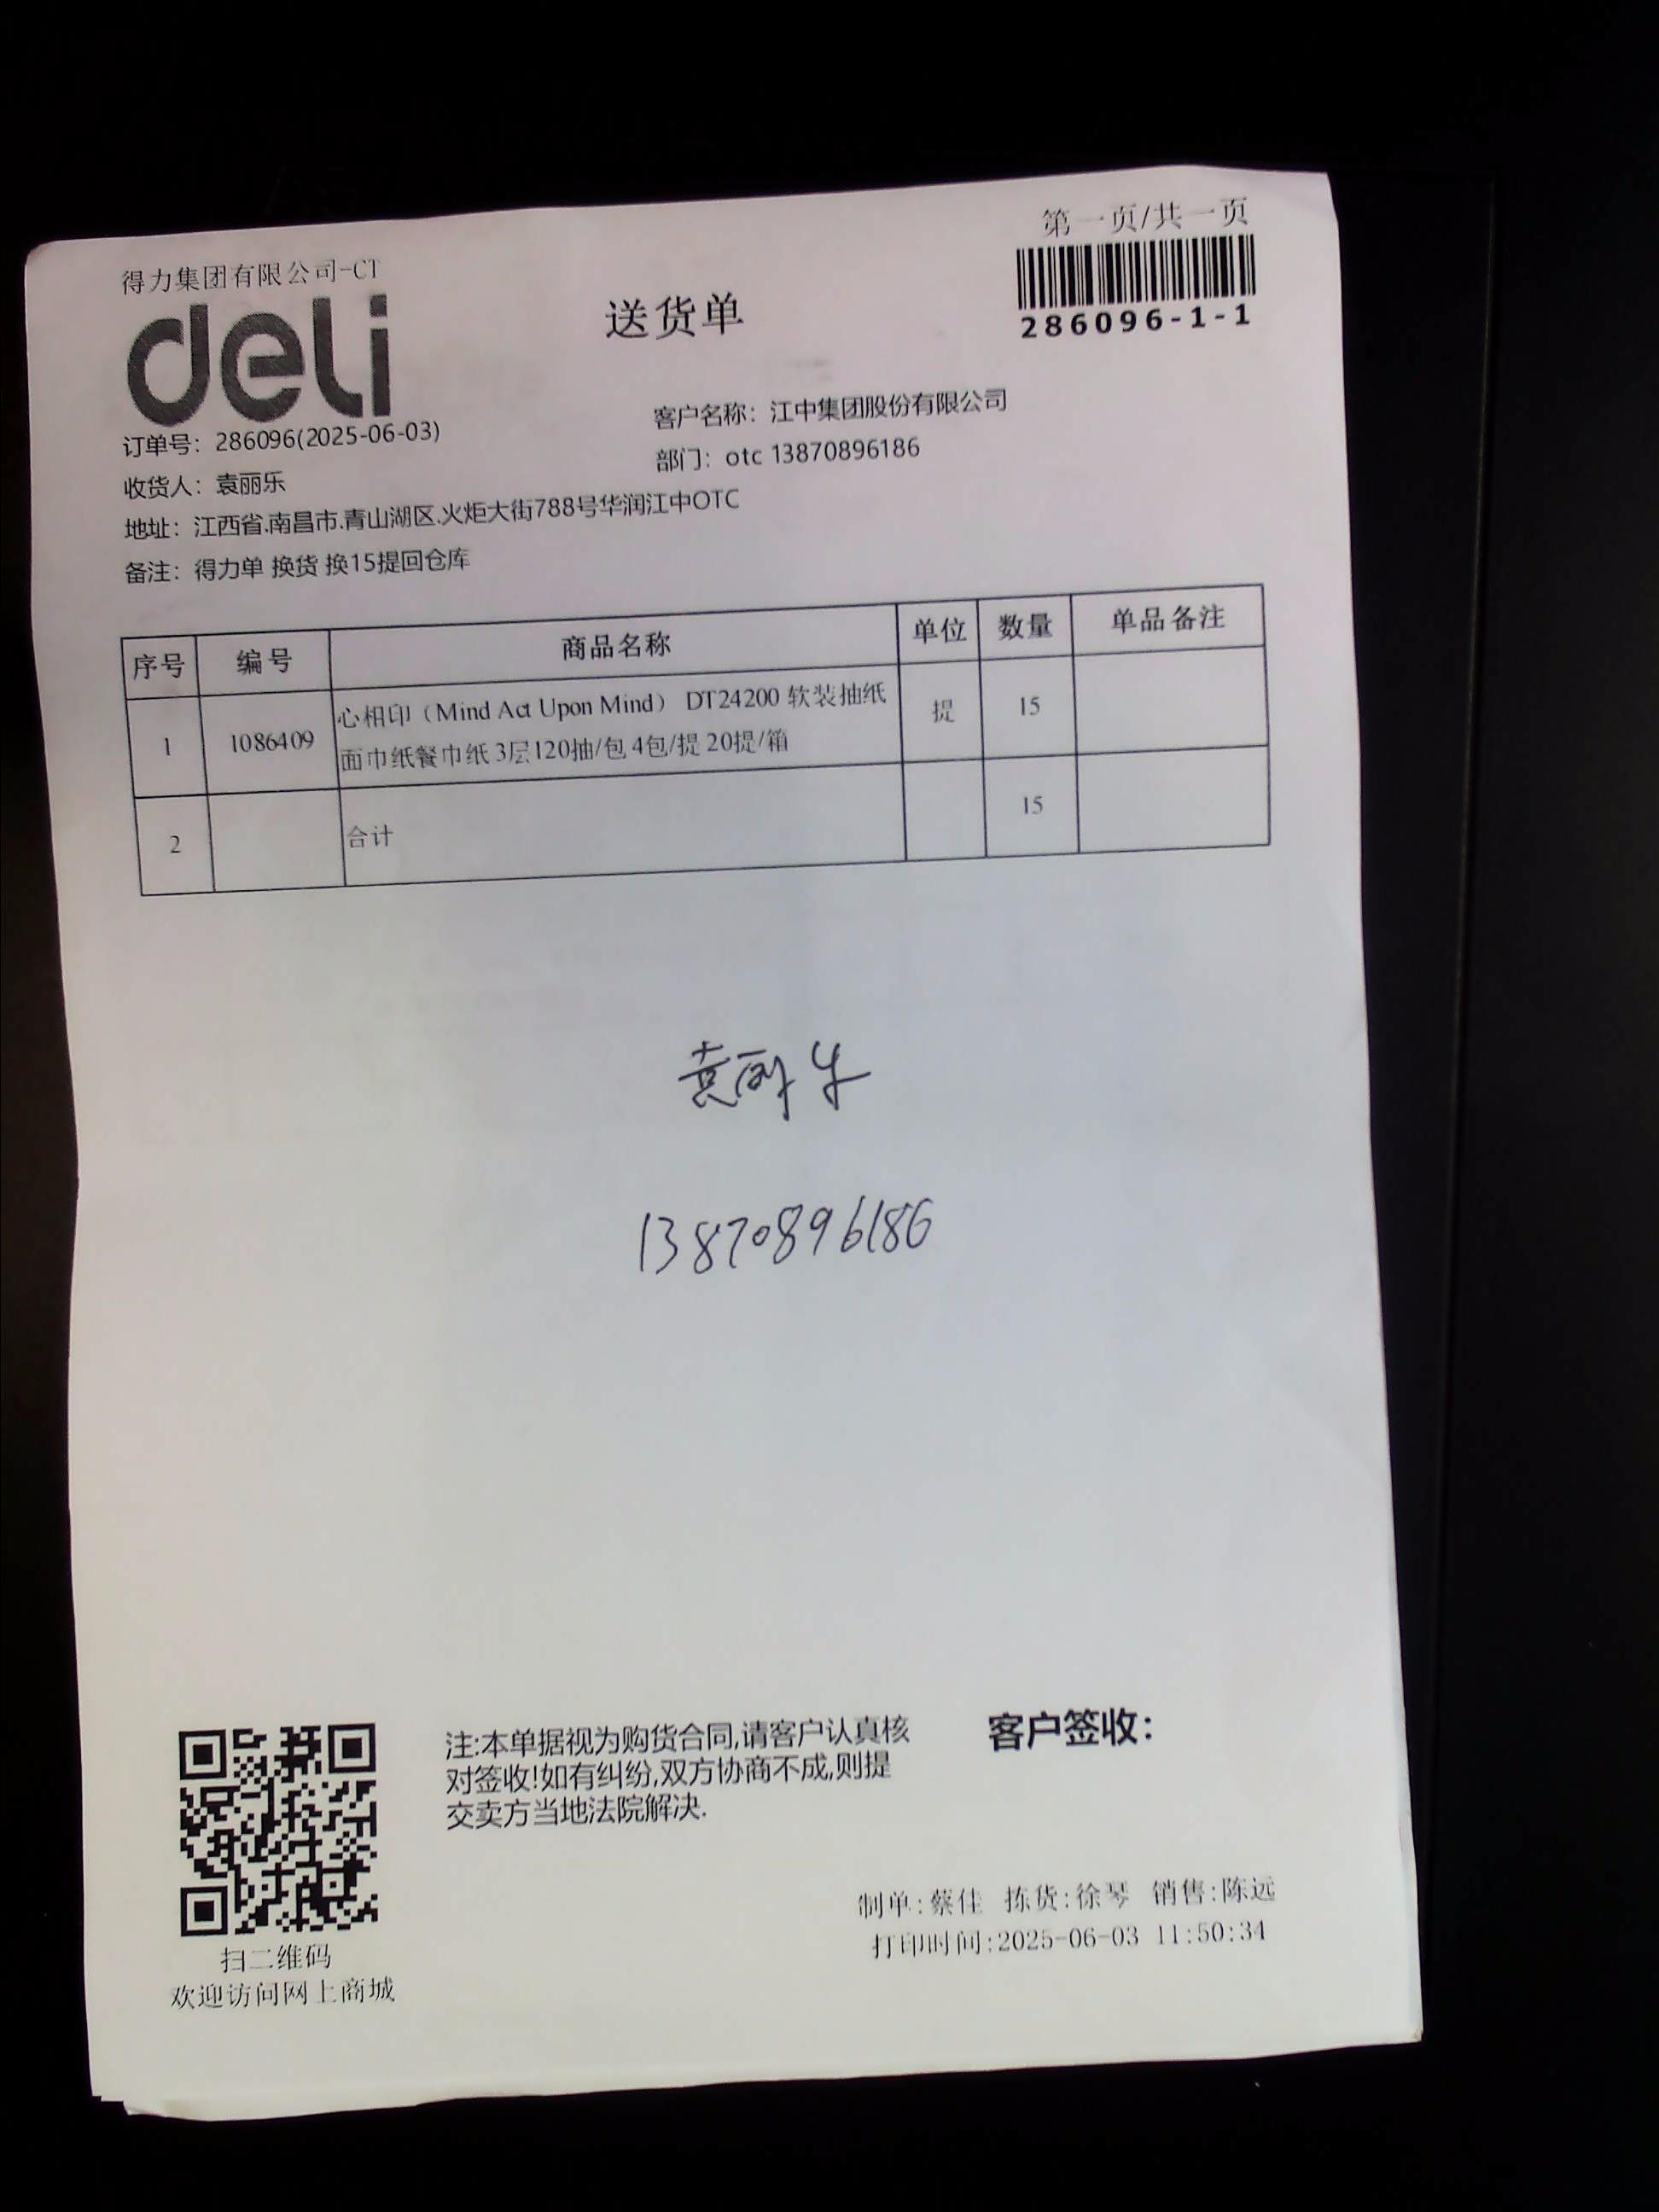 第一页/共一页
得力集团有限公司-CT
deli
送货单
286096-1-1
订单号：286096(2025-06-03)
客户名称：江中集团股份有限公司
收货人：袁丽乐
部门：otc 13870896186
地址：江西省.南昌市.青山湖区.火炬大街788号华润江中OTC
备注：得力单 换货 换15提回仓库
序号 编号 商品名称 单位 数量 单品备注
1 1086409 心相印（Mind Act Upon Mind） DT24200 软装抽纸 提 15
面巾纸餐巾纸 3层120抽/包 4包/提 20提/箱
2 合计 15
袁丽乐
13870896186
注:本单据视为购货合同,请客户认真核
对签收!如有纠纷,双方协商不成,则提
交卖方当地法院解决.
客户签收：
制单:蔡佳 拣货:徐琴 销售:陈远
打印时间:2025-06-03 11:50:34
扫二维码
欢迎访问网上商城